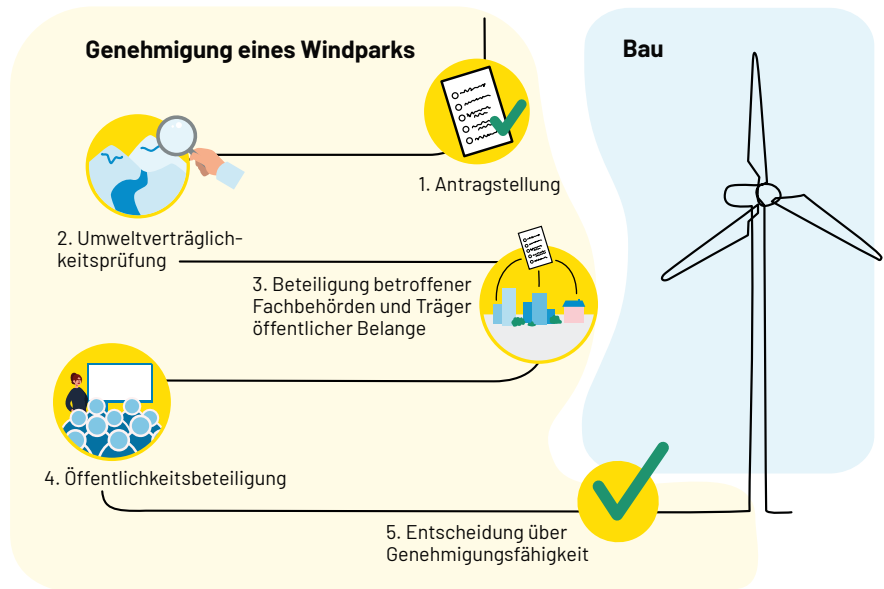 Genehmigung eines Windparks
Bau
1. Antragstellung
2. Umweltverträglich-
keitsprüfung
3. Beteiligung betroffener
Fachbehörden und Träger
öffentlicher Belange
4. Öffentlichkeitsbeteiligung
5. Entscheidung über
Genehmigungsfähigkeit